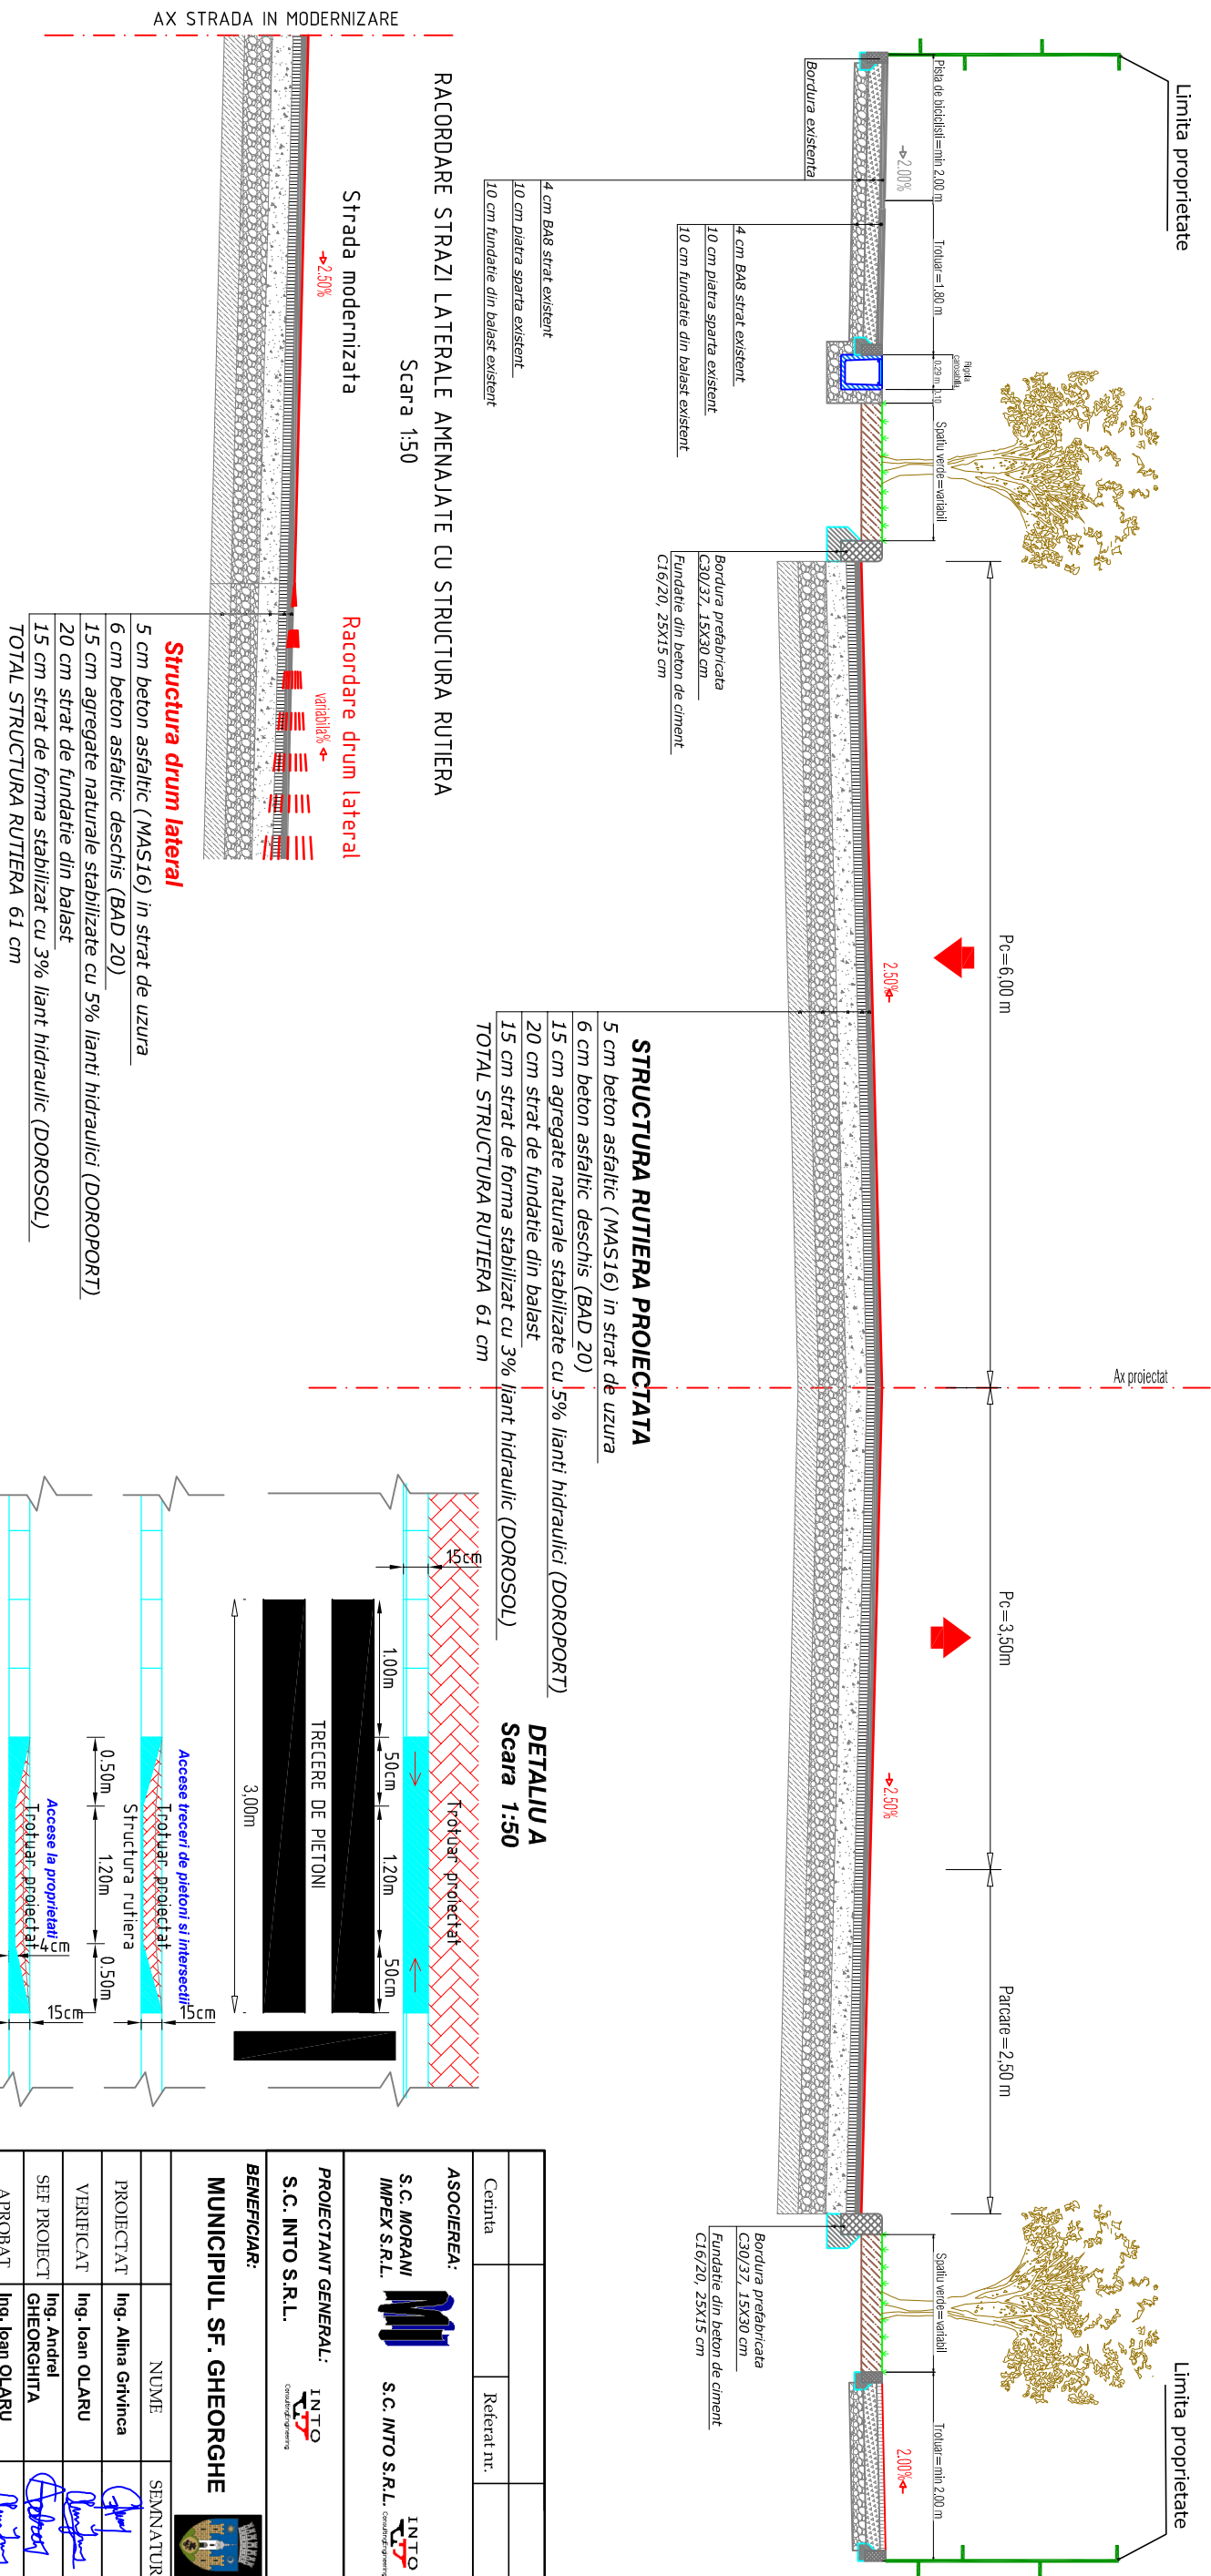 Limita proprietate
Limita proprietate
Ax proiectat
Pc=6,00 m
Pc=3,50m
Parcare=2,50 m
Pista de biciclisti=min 2,00 m
Trotuar=1,80 m
Rigola
carosabila
0.29 m
0.10
Spatiu verde=variabil
Spatiu verde=variabil
Trotuar=min 2,00 m
2.00%
2.50%
2.50%
2.00%
Bordura existenta
4 cm BA8 strat existent
10 cm piatra sparta existent
10 cm fundatie din balast existent
4 cm BA8 strat existent
10 cm piatra sparta existent
10 cm fundatie din balast existent
Bordura prefabricata
C30/37, 15X30 cm
Fundatie din beton de ciment
C16/20, 25X15 cm
Bordura prefabricata
C30/37, 15X30 cm
Fundatie din beton de ciment
C16/20, 25X15 cm
STRUCTURA RUTIERA PROIECTATA
5 cm beton asfaltic (MAS16) in strat de uzura
6 cm beton asfaltic deschis (BAD 20)
15 cm agregate naturale stabilizate cu 5% lianti hidraulici (DOROPORT)
20 cm strat de fundatie din balast
15 cm strat de forma stabilizat cu 3% liant hidraulic (DOROSOL)
TOTAL STRUCTURA RUTIERA 61 cm
RACORDARE STRAZI LATERALE AMENAJATE CU STRUCTURA RUTIERA
Scara 1:50
AX STRADA IN MODERNIZARE
Strada modernizata
2.50%
Racordare drum lateral
variabila%
Structura drum lateral
5 cm beton asfaltic (MAS16) in strat de uzura
6 cm beton asfaltic deschis (BAD 20)
15 cm agregate naturale stabilizate cu 5% lianti hidraulici (DOROPORT)
20 cm strat de fundatie din balast
15 cm strat de forma stabilizat cu 3% liant hidraulic (DOROSOL)
TOTAL STRUCTURA RUTIERA 61 cm
DETALIU A
Scara 1:50
Trotuar proiectat
15cm
1.00m
50cm
1.20m
50cm
TRECERE DE PIETONI
3,00m
Accese treceri de pietoni si intersectii
Trotuar proiectat
15cm
Structura rutiera
0.50m
1.20m
0.50m
Accese la proprietati
Trotuar proiectat
4cm
15cm
Cerinta
Referat nr.
ASOCIEREA:
S.C. MORANI
IMPEX S.R.L.
S.C. INTO S.R.L.
INTO
Consulting Engineering
PROIECTANT GENERAL:
S.C. INTO S.R.L.
INTO
Consulting Engineering
BENEFICIAR:
MUNICIPIUL SF. GHEORGHE
NUME
SEMNATUR
PROIECTAT
Ing. Alina Grivinca
VERIFICAT
Ing. Ioan OLARU
SEF PROIECT
Ing. Andrei
GHEORGHITA
APROBAT
Ing. Ioan OLARU